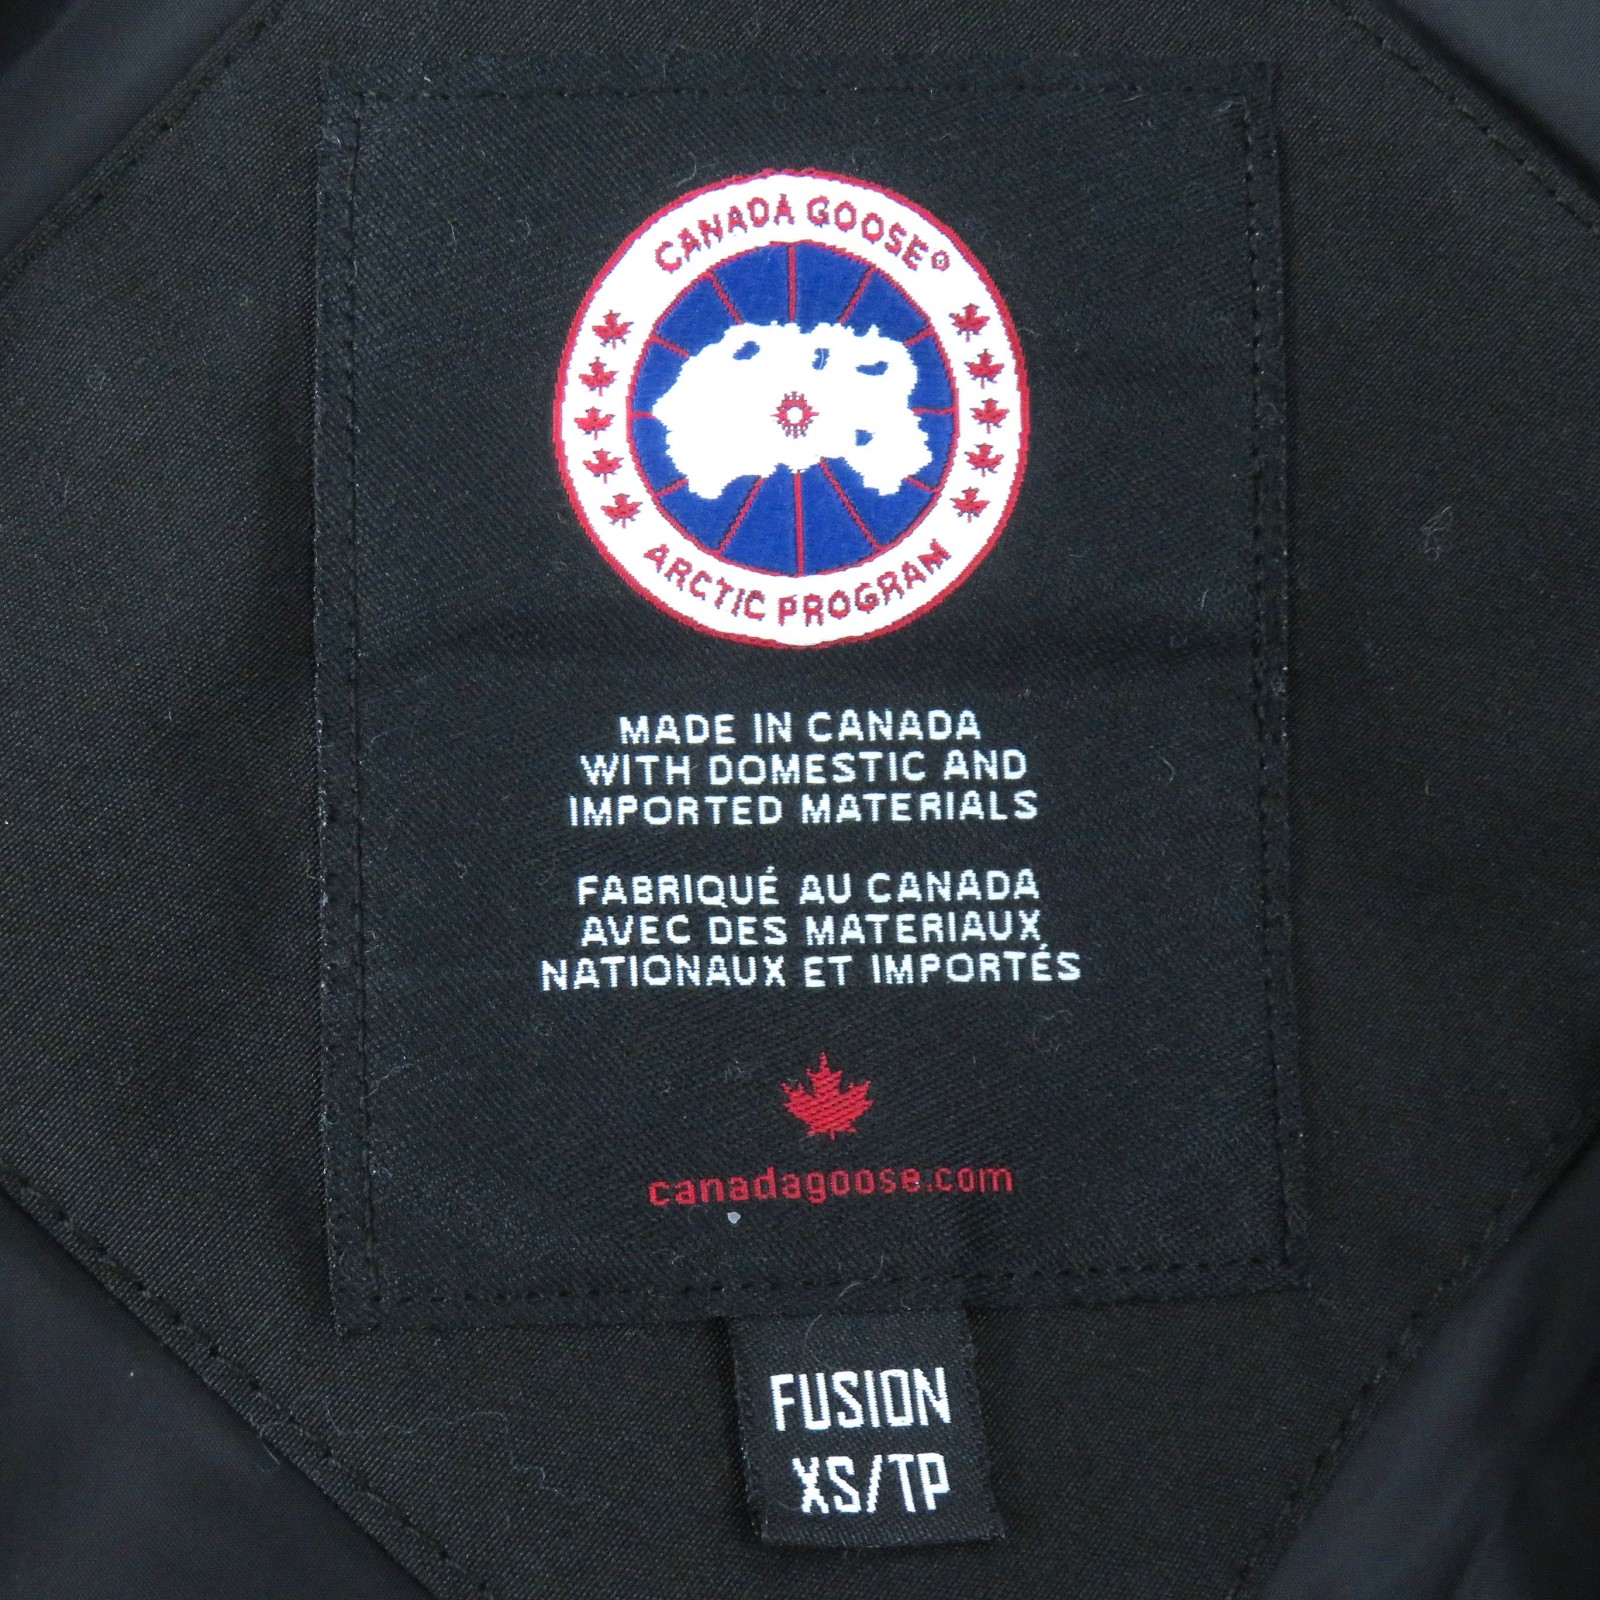 CANADA GOOSE®
ARCTIC PROGRAM
MADE IN CANADA
WITH DOMESTIC AND
IMPORTED MATERIALS
FABRIQUÉ AU CANADA
AVEC DES MATERIAUX
NATIONAUX ET IMPORTÉS
canadagoose.com
FUSION
XS/TP